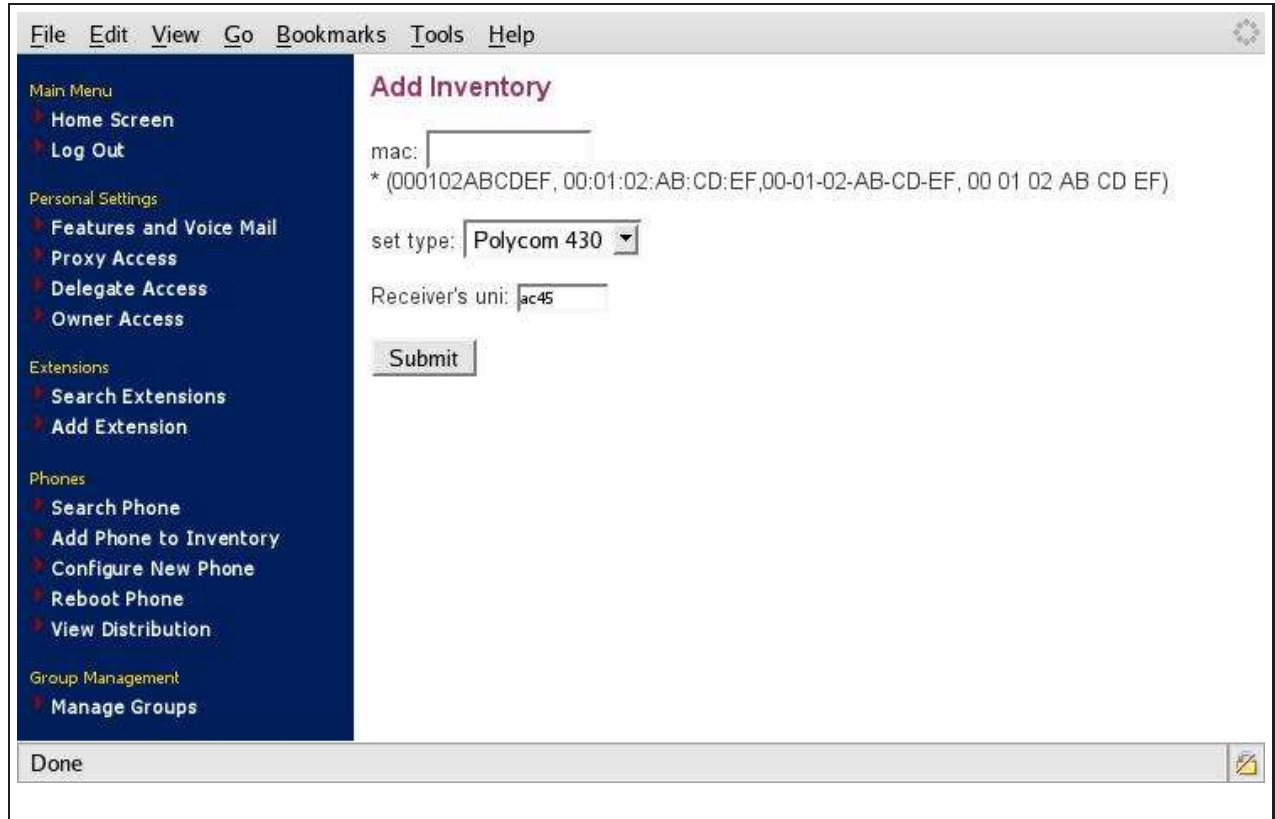 File Edit View Go Bookmarks Tools Help
Main Menu
Home Screen
Log Out
Personal Settings
Features and Voice Mail
Proxy Access
Delegate Access
Owner Access
Extensions
Search Extensions
Add Extension
Phones
Search Phone
Add Phone to Inventory
Configure New Phone
Reboot Phone
View Distribution
Group Management
Manage Groups
Add Inventory
mac:
* (000102ABCDEF, 00:01:02:AB:CD:EF,00-01-02-AB-CD-EF, 00 01 02 AB CD EF)
set type: Polycom 430
Receiver's uni: ac45
Submit
Done